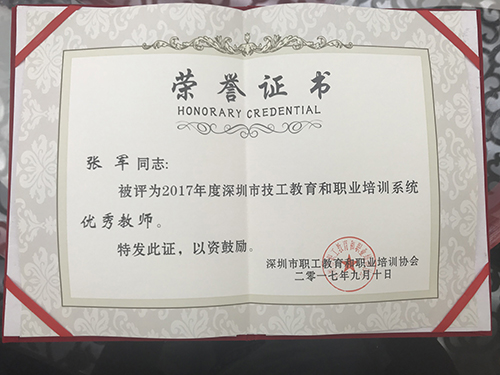 荣誉证书
HONORARY CREDENTIAL
张军同志:
被评为2017年度深圳市技工教育和职业培训系统
优秀教师。
特发此证，以资鼓励。
深圳市职工教育和职业培训协会
二零一七年九月十日